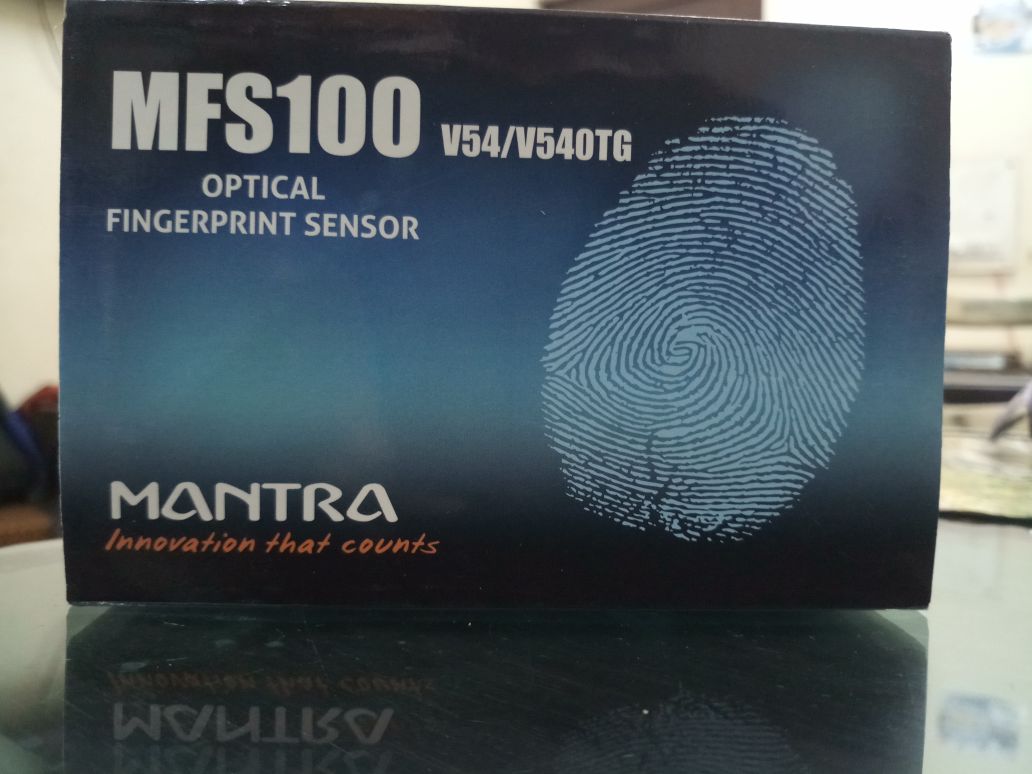 MFS100 V54/V540TG
OPTICAL
FINGERPRINT SENSOR
MANTRA
Innovation that counts